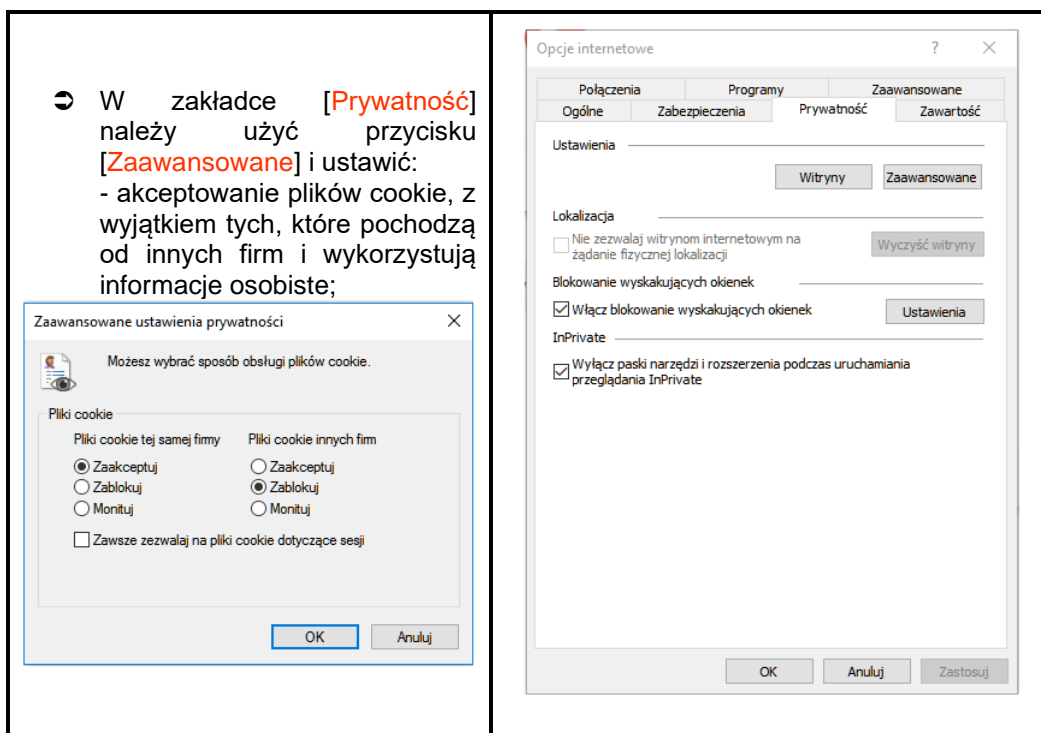 ➲ W zakładce [Prywatność]
należy użyć przycisku
[Zaawansowane] i ustawić:
- akceptowanie plików cookie, z
wyjątkiem tych, które pochodzą
od innych firm i wykorzystują
informacje osobiste;
Zaawansowane ustawienia prywatności
Możesz wybrać sposób obsługi plików cookie.
Pliki cookie
Pliki cookie tej samej firmy Pliki cookie innych firm
Zaakceptuj Zaakceptuj
Zablokuj Zablokuj
Monituj Monituj
Zawsze zezwalaj na pliki cookie dotyczące sesji
OK Anuluj
Opcje internetowe ?
Połączenia Programy Zaawansowane
Ogólne Zabezpieczenia Prywatność Zawartość
Ustawienia
Witryny Zaawansowane
Lokalizacja
Nie zezwalaj witrynom internetowym na
żądanie fizycznej lokalizacji
Wyczyść witryny
Blokowanie wyskakujących okienek
Włącz blokowanie wyskakujących okienek Ustawienia
InPrivate
Wyłącz paski narzędzi i rozszerzenia podczas uruchamiania
przeglądania InPrivate
OK Anuluj Zastosuj